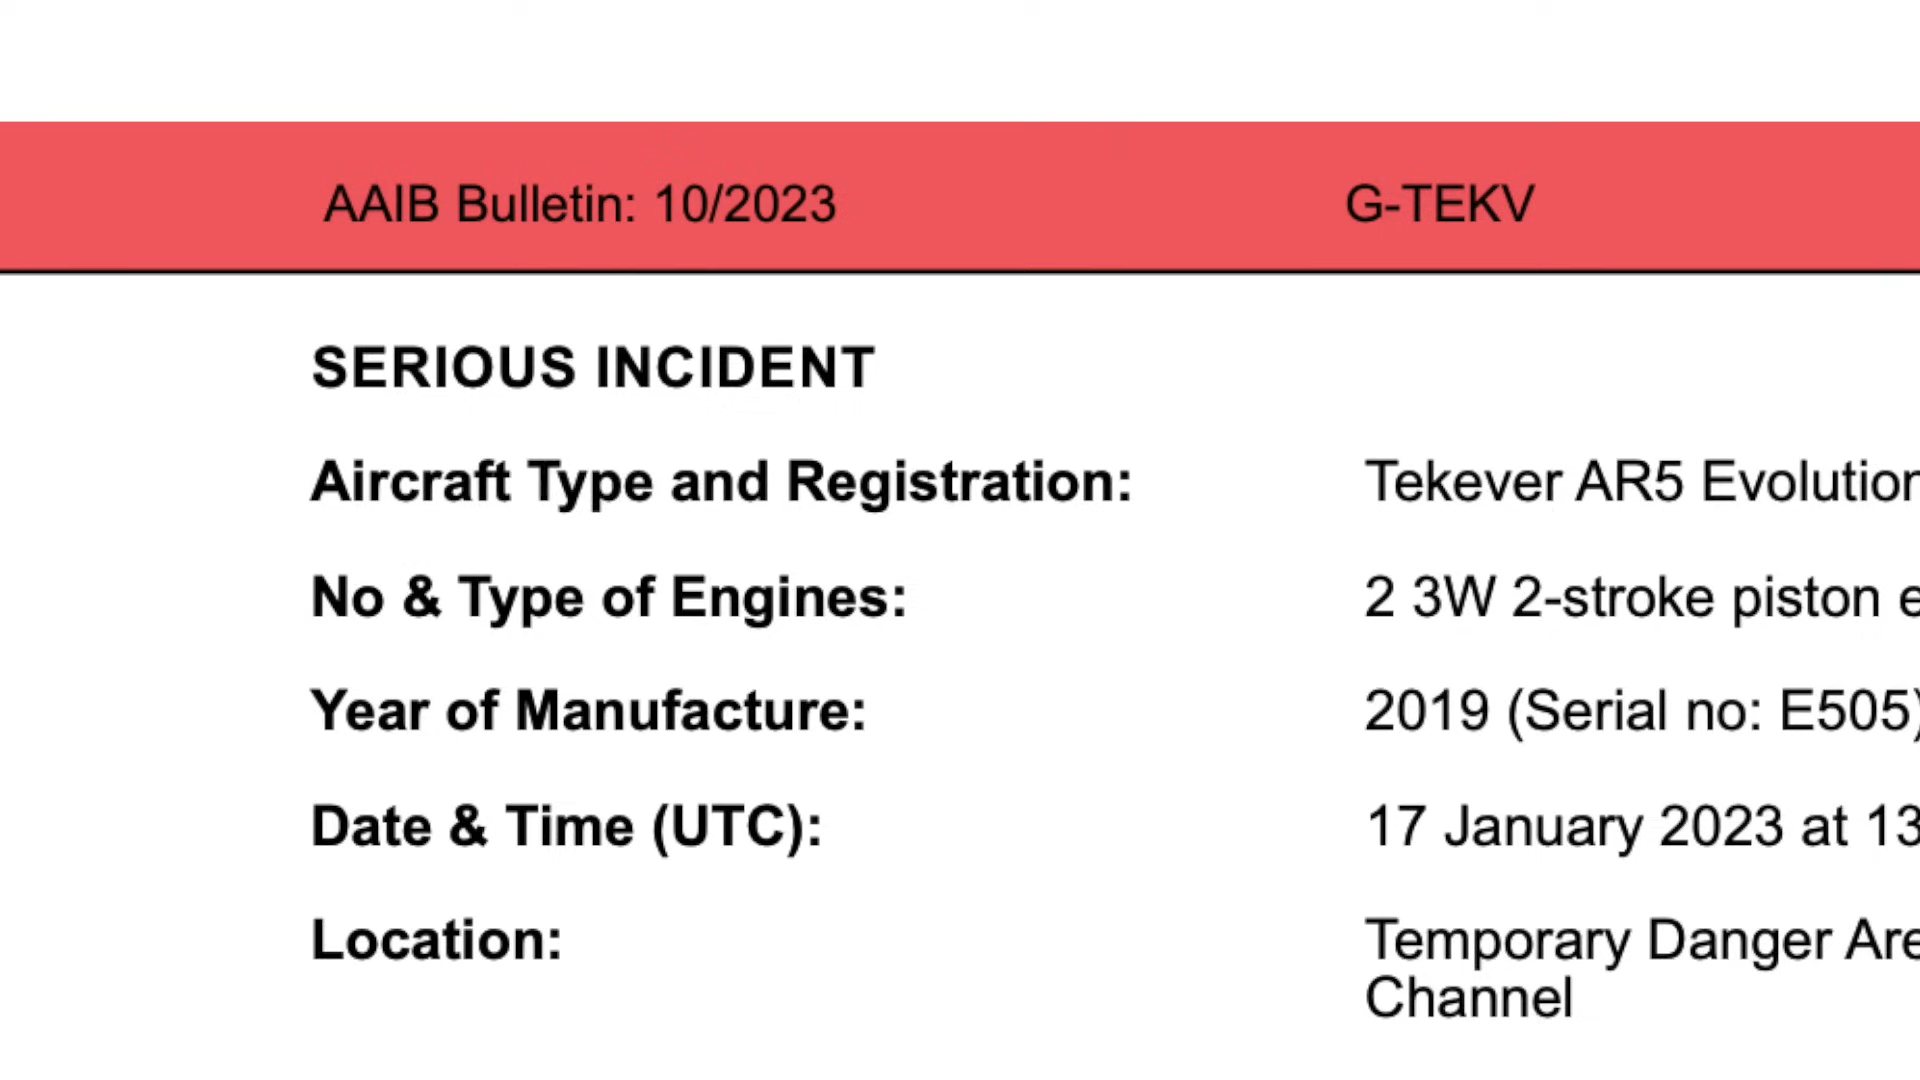 AAIB Bulletin: 10/2023 G-TEKV
SERIOUS INCIDENT
Aircraft Type and Registration: Tekever AR5 Evolution
No & Type of Engines: 2 3W 2-stroke piston
Year of Manufacture: 2019 (Serial no: E505)
Date & Time (UTC): 17 January 2023 at 13
Location: Temporary Danger
Channel